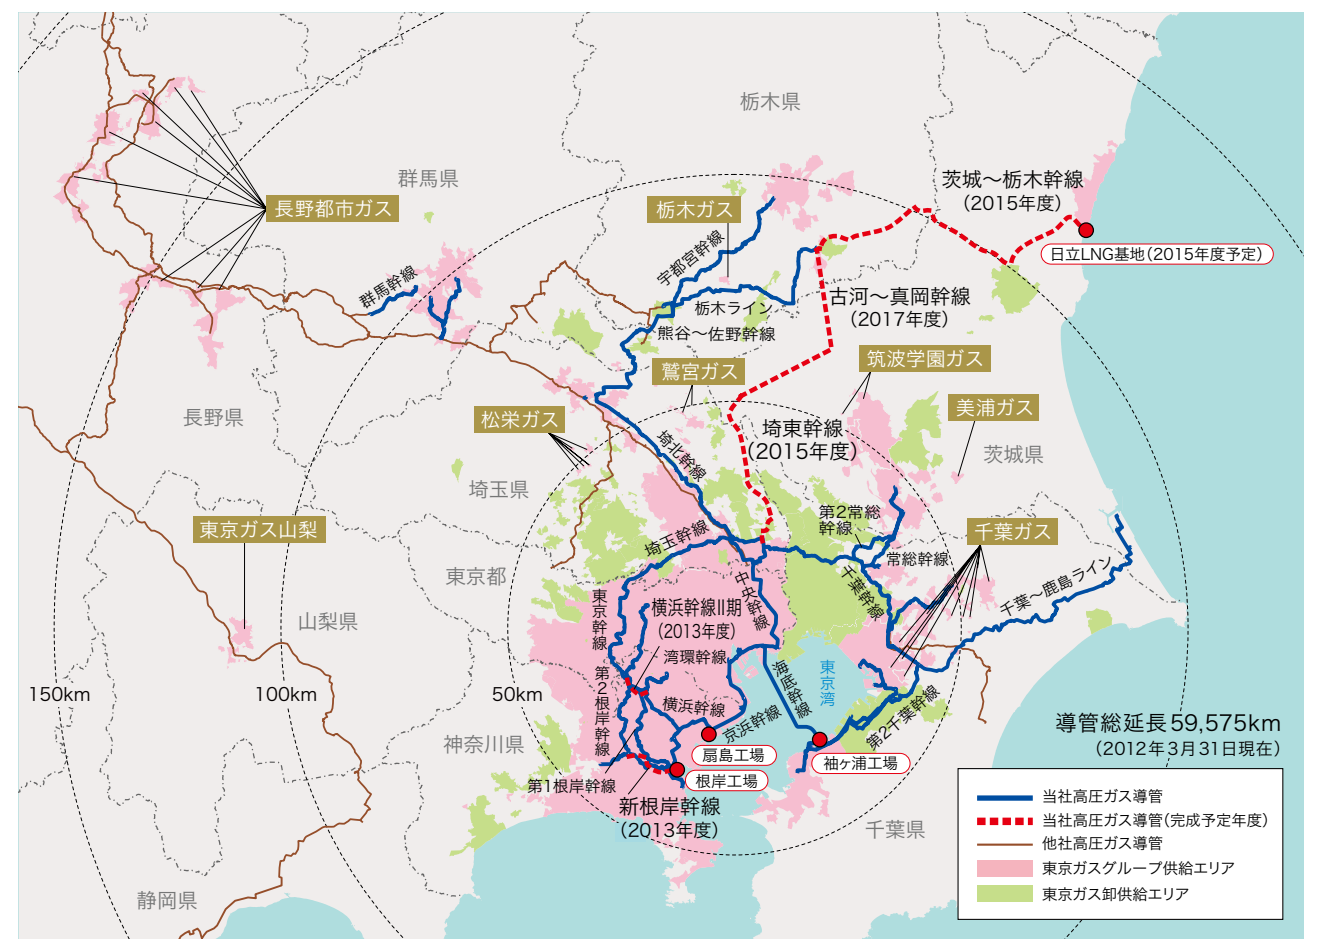 栃木県
群馬県
長野都市ガス
栃木ガス
茨城〜栃木幹線
（2015年度）
日立LNG基地（2015年度予定）
宇都宮幹線
群馬幹線
栃木ライン
古河〜真岡幹線
（2017年度）
熊谷〜佐野幹線
鷲宮ガス
筑波学園ガス
美浦ガス
長野県
松栄ガス
埼東幹線
（2015年度）
埼北幹線
茨城県
埼玉県
東京ガス山梨
第2常総
幹線
千葉ガス
埼玉幹線
常総幹線
東京都
中央幹線
千葉幹線
千葉〜鹿島ライン
東京幹線
横浜幹線Ⅱ期
（2013年度）
山梨県
湾環幹線
海底幹線
東京湾
150km
100km
50km
第2根岸幹線
横浜幹線
京浜幹線
第2千葉幹線
導管総延長59,575km
（2012年3月31日現在）
神奈川県
扇島工場
袖ヶ浦工場
根岸工場
第1根岸幹線
新根岸幹線
（2013年度）
千葉県
静岡県
当社高圧ガス導管
当社高圧ガス導管（完成予定年度）
他社高圧ガス導管
東京ガスグループ供給エリア
東京ガス卸供給エリア